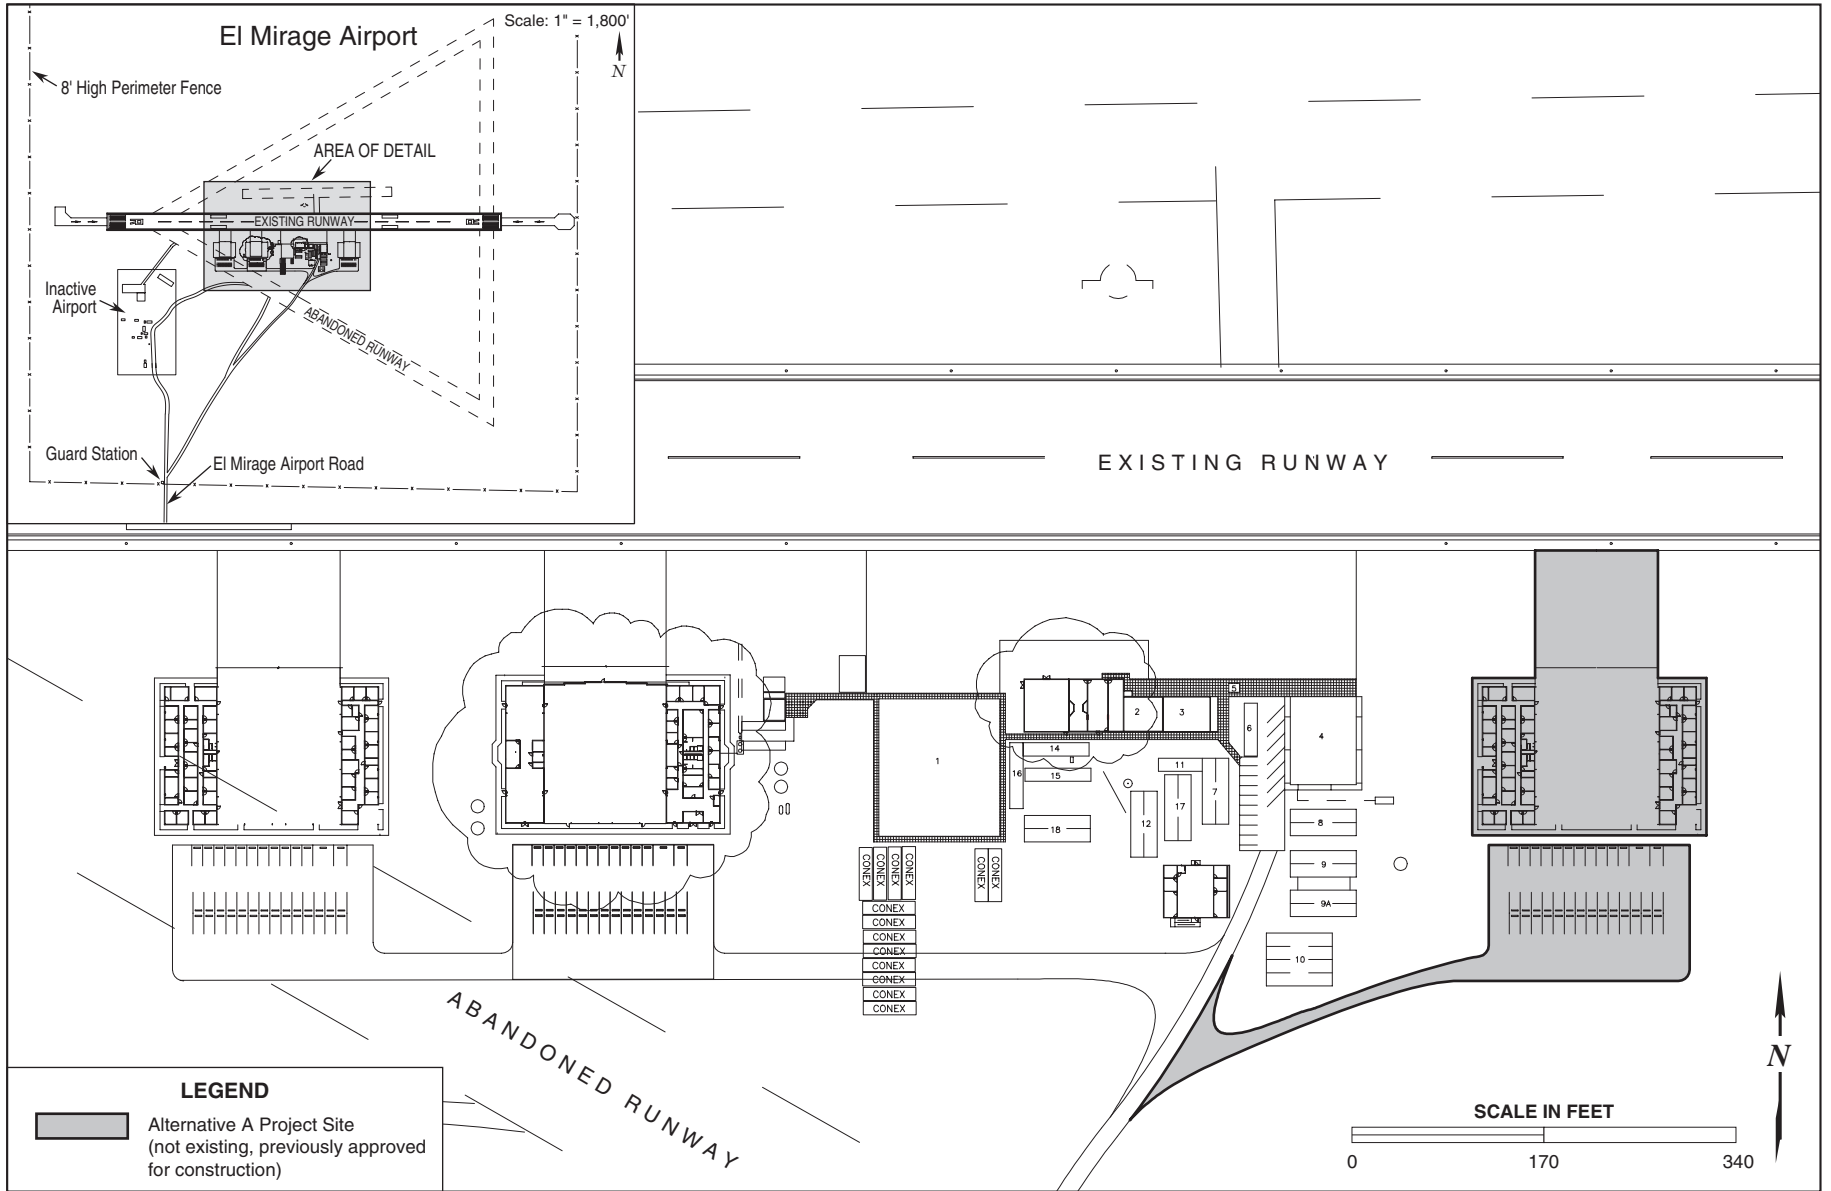 El Mirage Airport
Scale: 1" = 1,800'
N
8' High Perimeter Fence
AREA OF DETAIL
EXISTING RUNWAY
Inactive
Airport
ABANDONED RUNWAY
Guard Station
El Mirage Airport Road
EXISTING RUNWAY
1
2
3
4
5
6
7
8
9
9A
10
11
12
14
15
16
17
18
CONEX
CONEX
CONEX
CONEX
CONEX
CONEX
CONEX
CONEX
CONEX
CONEX
CONEX
CONEX
CONEX
CONEX
ABANDONED RUNWAY
LEGEND
Alternative A Project Site
(not existing, previously approved
for construction)
N
SCALE IN FEET
0 170 340